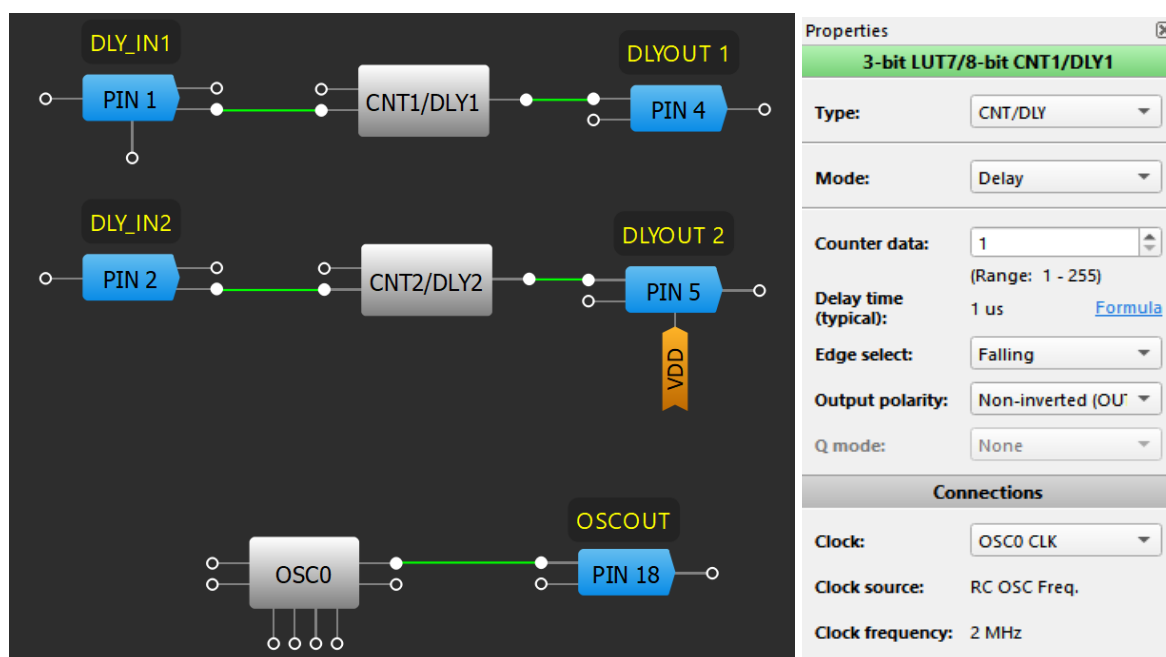 DLY_IN1
DLYOUT 1
PIN 1
CNT1/DLY1
PIN 4
DLY_IN2
DLYOUT 2
PIN 2
CNT2/DLY2
PIN 5
VDD
OSCOUT
OSC0
PIN 18
Properties
3-bit LUT7/8-bit CNT1/DLY1
Type: CNT/DLY
Mode: Delay
Counter data: 1
(Range: 1 - 255)
Delay time
(typical): 1 us Formula
Edge select: Falling
Output polarity: Non-inverted (OU
Q mode: None
Connections
Clock: OSC0 CLK
Clock source: RC OSC Freq.
Clock frequency: 2 MHz